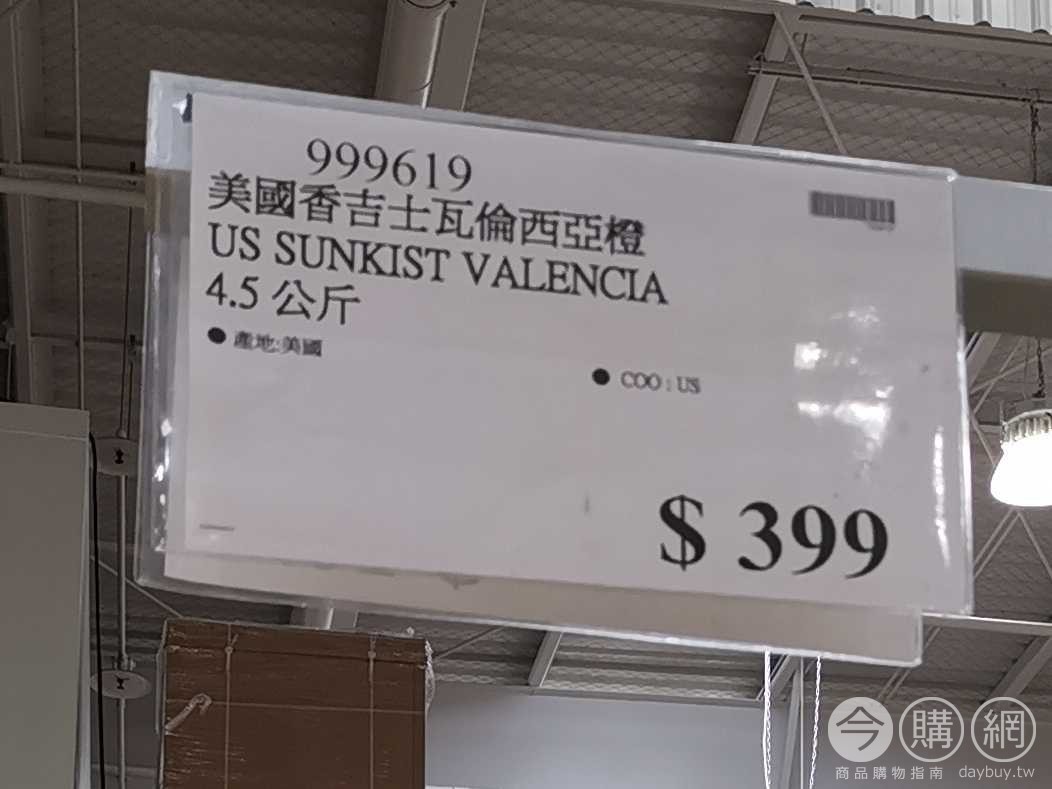 999619
美國香吉士瓦倫西亞橙
US SUNKIST VALENCIA
4.5 公斤
● 產地:美國
● COO : US
$ 399
今購網
商品購物指南 daybuy.tw